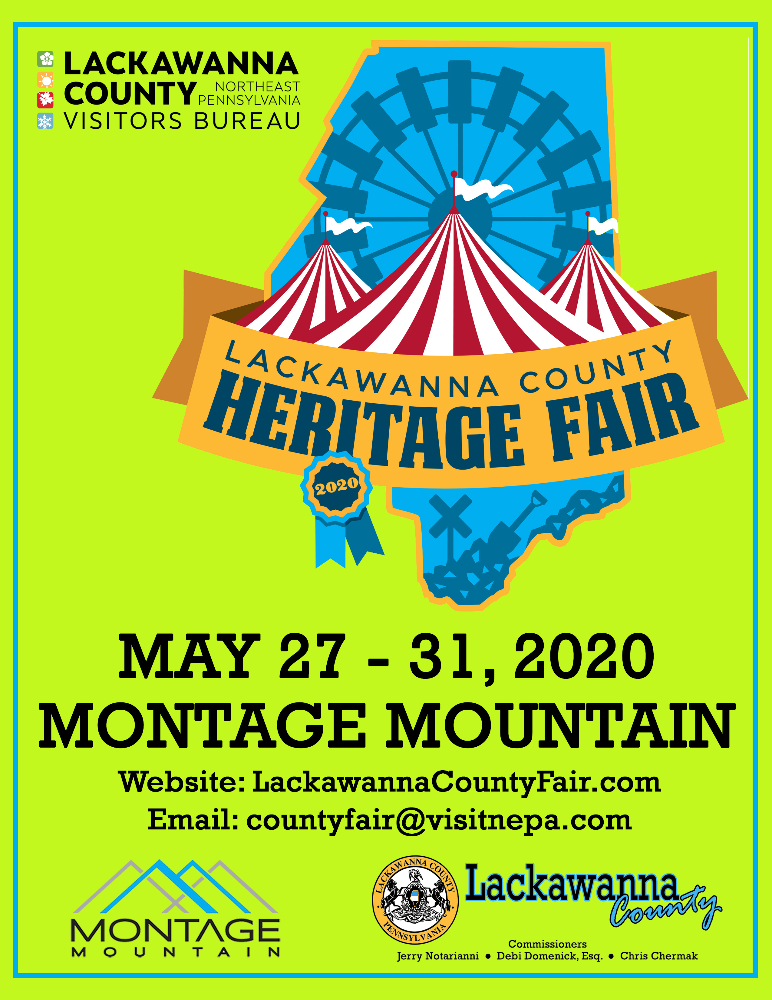 LACKAWANNA
COUNTY NORTHEAST
PENNSYLVANIA
VISITORS BUREAU
LACKAWANNA COUNTY
HERITAGE FAIR
2020
MAY 27 - 31, 2020
MONTAGE MOUNTAIN
Website: LackawannaCountyFair.com
Email: countyfair@visitnepa.com
MONTAGE
MOUNTAIN
LACKAWANNA COUNTY
PENNSYLVANIA
Lackawanna
County
Commissioners
Jerry Notarianni • Debi Domenick, Esq. • Chris Chermak